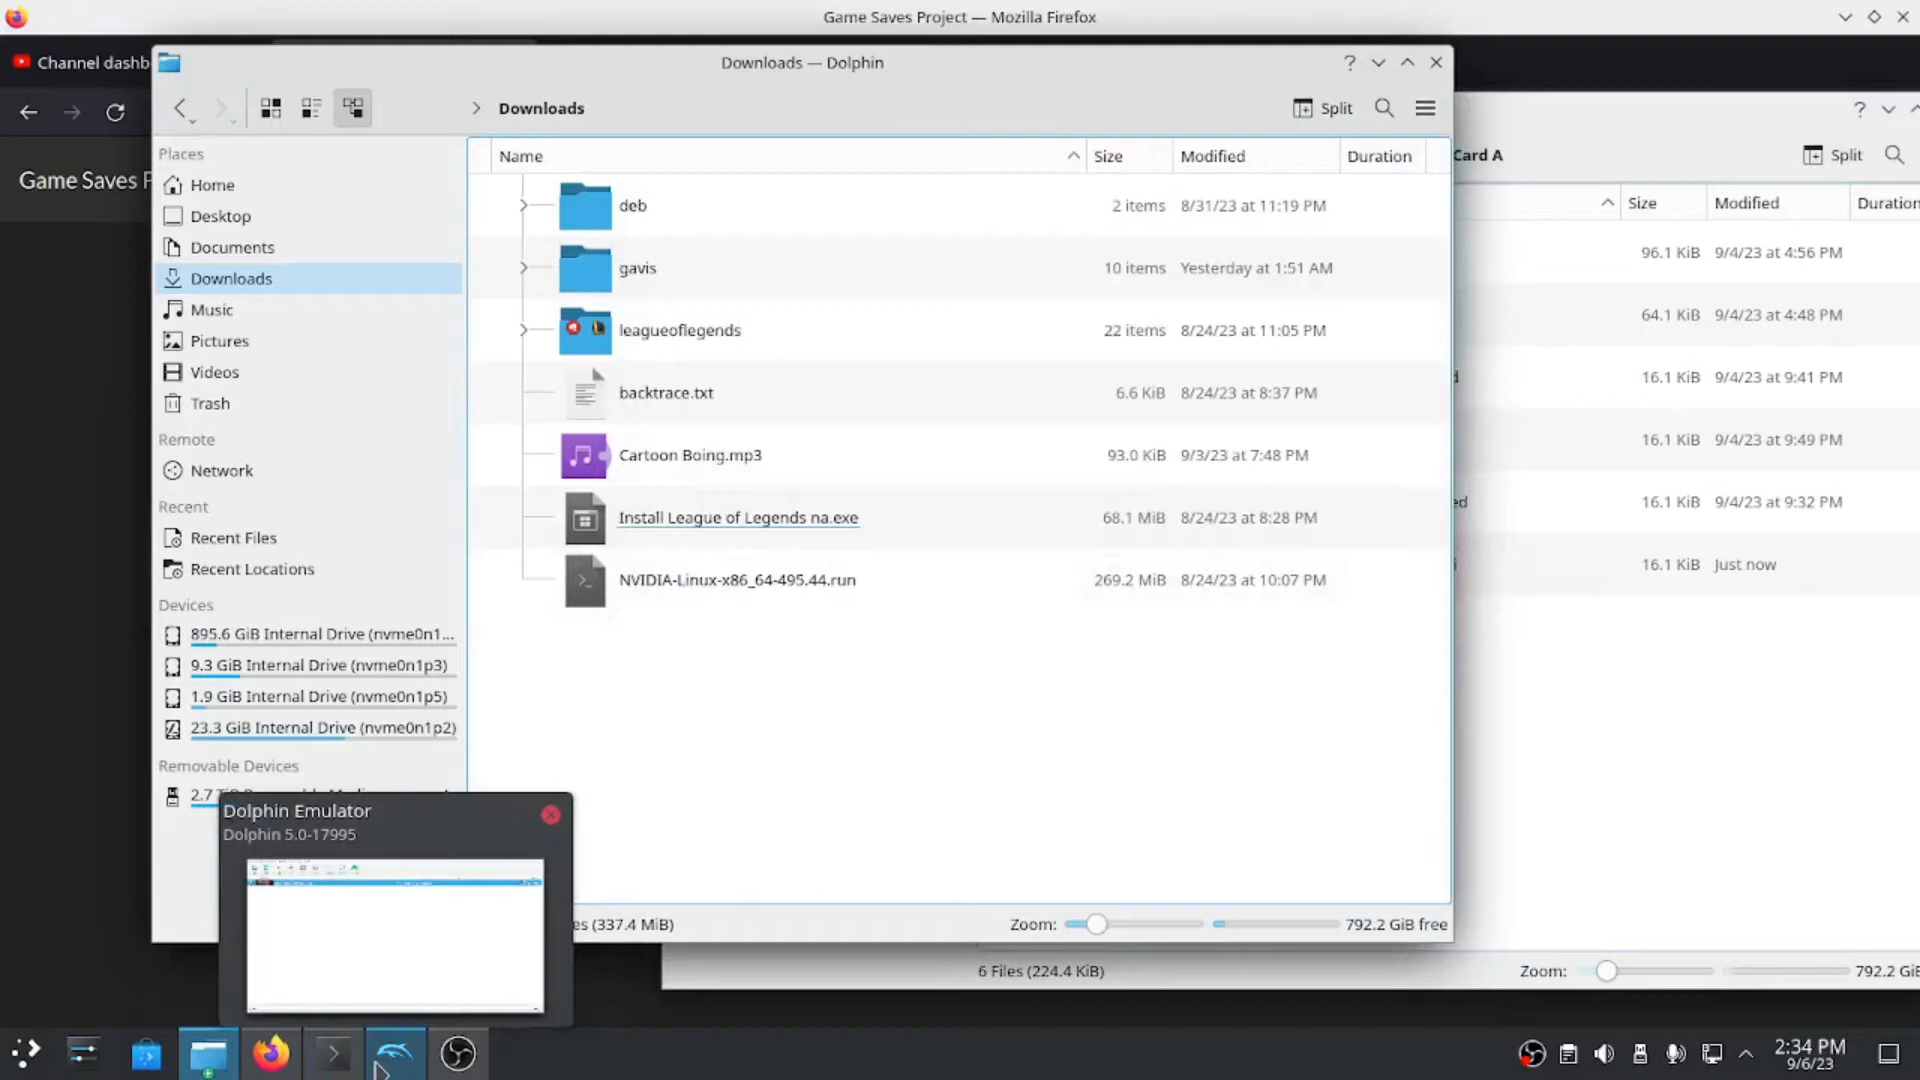 Game Saves Project — Mozilla Firefox
Channel dashb
Downloads — Dolphin
Downloads
Split
Card A
Split
Game Saves P
Places
Home
Desktop
Documents
Downloads
Music
Pictures
Videos
Trash
Remote
Network
Recent
Recent Files
Recent Locations
Devices
895.6 GiB Internal Drive (nvme0n1...
9.3 GiB Internal Drive (nvme0n1p3)
1.9 GiB Internal Drive (nvme0n1p5)
23.3 GiB Internal Drive (nvme0n1p2)
Removable Devices
2.7
Name Size Modified Duration
deb 2 items 8/31/23 at 11:19 PM
gavis 10 items Yesterday at 1:51 AM
leagueoflegends 22 items 8/24/23 at 11:05 PM
backtrace.txt 6.6 KiB 8/24/23 at 8:37 PM
Cartoon Boing.mp3 93.0 KiB 9/3/23 at 7:48 PM
Install League of Legends na.exe 68.1 MiB 8/24/23 at 8:28 PM
NVIDIA-Linux-x86_64-495.44.run 269.2 MiB 8/24/23 at 10:07 PM
Size Modified Duration
96.1 KiB 9/4/23 at 4:56 PM
64.1 KiB 9/4/23 at 4:48 PM
d 16.1 KiB 9/4/23 at 9:41 PM
16.1 KiB 9/4/23 at 9:49 PM
ed 16.1 KiB 9/4/23 at 9:32 PM
16.1 KiB Just now
Dolphin Emulator
Dolphin 5.0-17995
es (337.4 MiB) Zoom: 792.2 GiB free
6 Files (224.4 KiB) Zoom: 792.2 GiB
2:34 PM
9/6/23